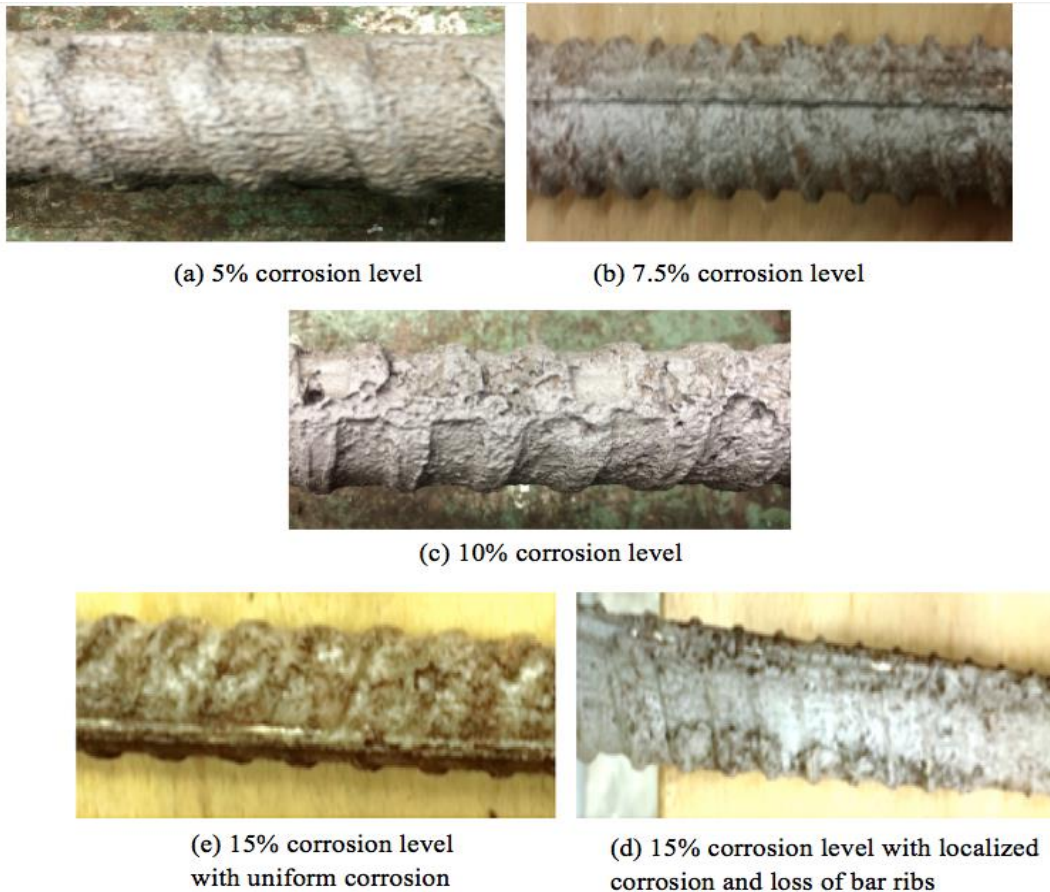 (a) 5% corrosion level
(b) 7.5% corrosion level
(c) 10% corrosion level
(e) 15% corrosion level
with uniform corrosion
(d) 15% corrosion level with localized
corrosion and loss of bar ribs